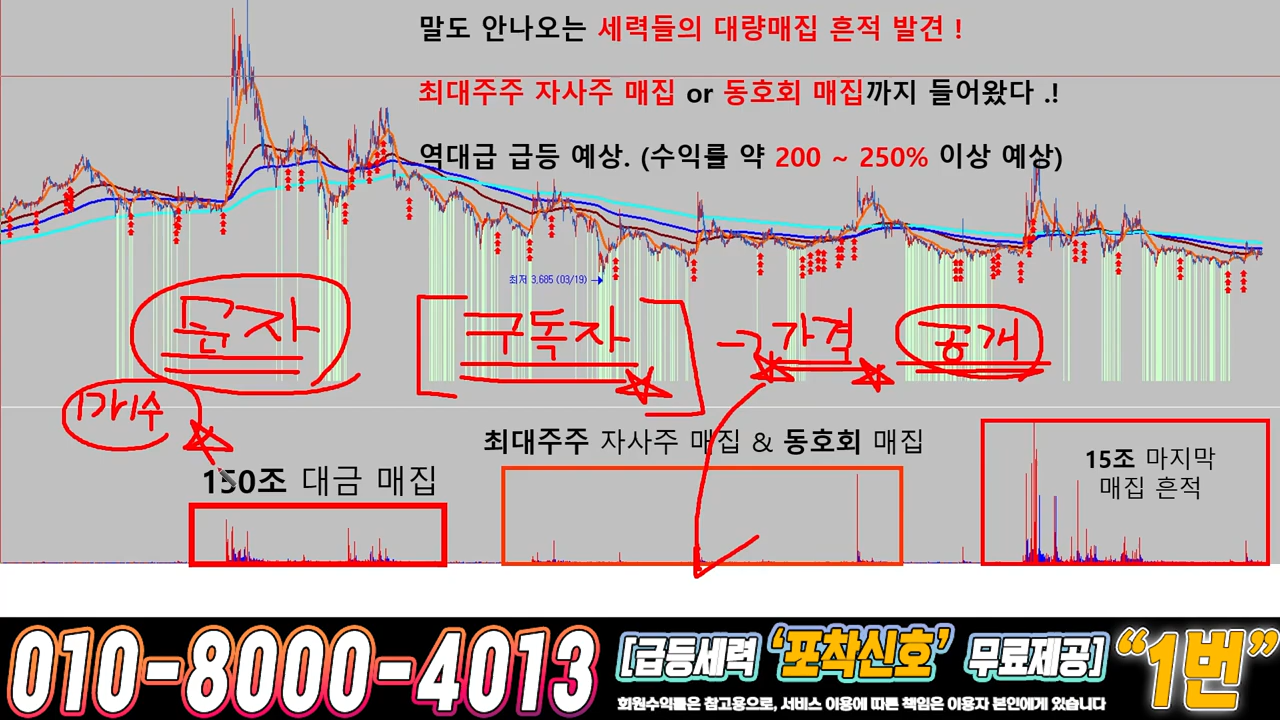 말도 안나오는 세력들의 대량매집 흔적 발견 !
최대주주 자사주 매집 or 동호회 매집까지 들어왔다 .!
역대급 급등 예상. (수익률 약 200 ~ 250% 이상 예상)
최저 3,685 (03/19)
문자 구독자 가격 공개
최대주주 자사주 매집 & 동호회 매집
150조 대금 매집
15조 마지막
매집 흔적
010-8000-4013 [급등세력 ‘포착신호’ 무료제공] “1번”
회원수익률은 참고용으로, 서비스 이용에 따른 책임은 이용자 본인에게 있습니다